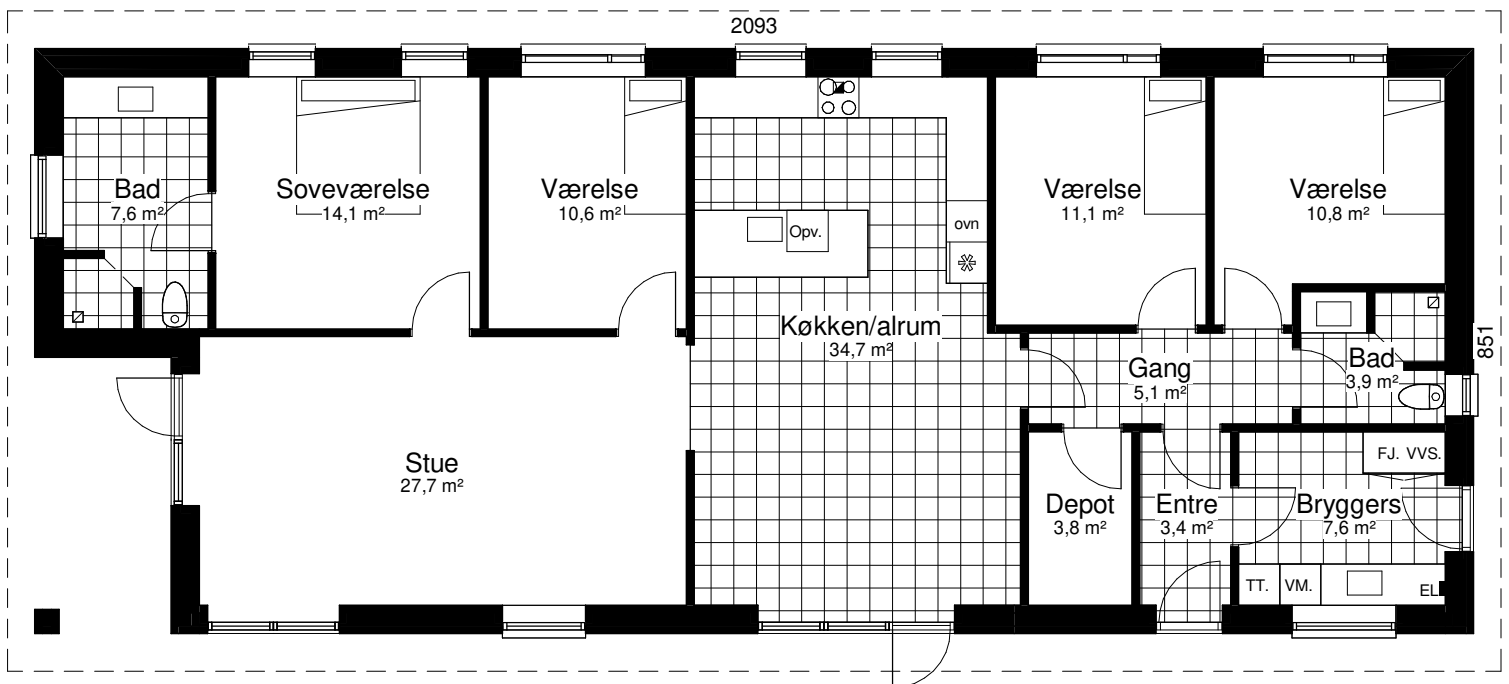 2093
Bad
7,6 m²
Soveværelse
14,1 m²
Værelse
10,6 m²
Opv.
ovn
Værelse
11,1 m²
Værelse
10,8 m²
Køkken/alrum
34,7 m²
Gang
5,1 m²
Bad
3,9 m²
851
Stue
27,7 m²
Depot
3,8 m²
Entre
3,4 m²
FJ. VVS.
Bryggers
7,6 m²
TT.
VM.
EL